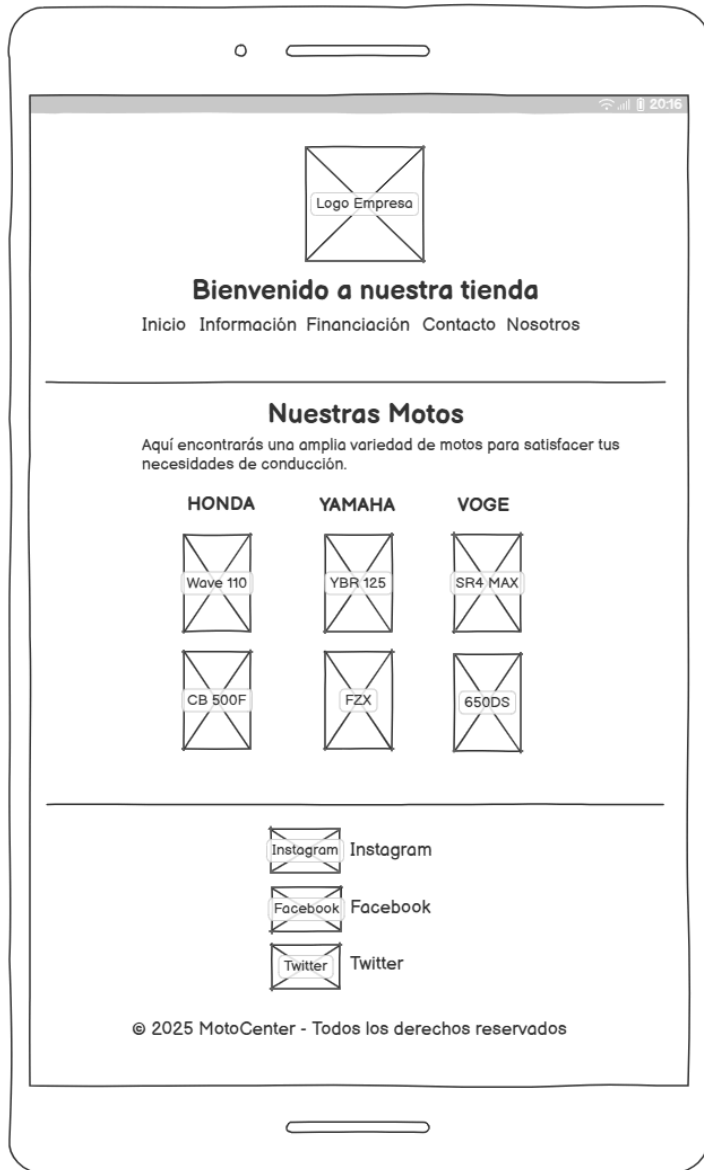 20:16
Logo Empresa
Bienvenido a nuestra tienda
Inicio Información Financiación Contacto Nosotros
Nuestras Motos
Aquí encontrarás una amplia variedad de motos para satisfacer tus
necesidades de conducción.
HONDA YAMAHA VOGE
Wave 110 YBR 125 SR4 MAX
CB 500F FZX 650DS
Instagram Instagram
Facebook Facebook
Twitter Twitter
© 2025 MotoCenter - Todos los derechos reservados